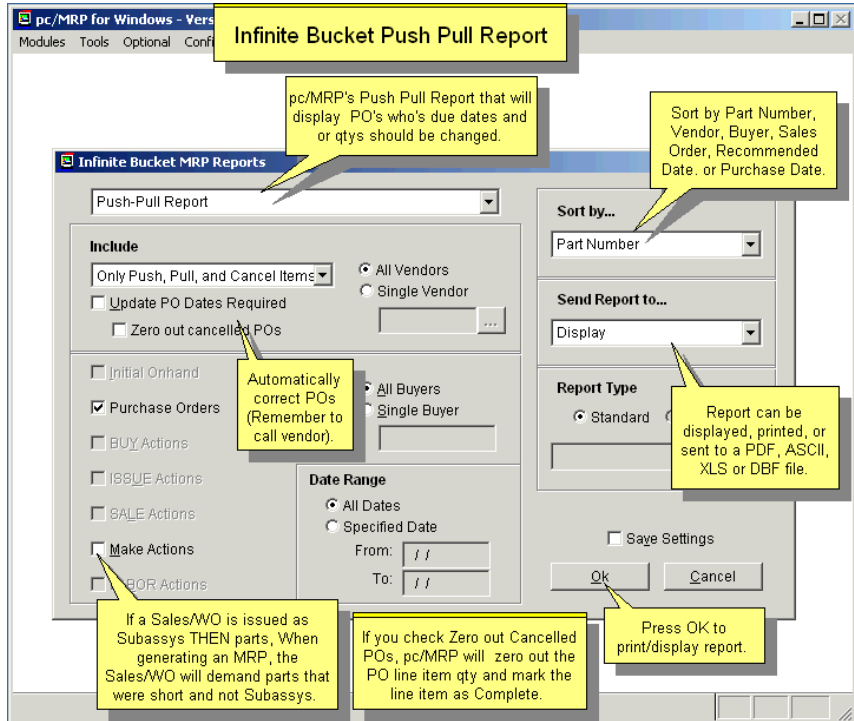 pc/MRP for Windows - Vers
Infinite Bucket Push Pull Report
Modules Tools Optional Confi
pc/MRP's Push Pull Report that will
display PO's who's due dates and
or qtys should be changed.
Sort by Part Number,
Vendor, Buyer, Sales
Order, Recommended
Date. or Purchase Date.
Infinite Bucket MRP Reports
Push-Pull Report
Sort by...
Part Number
Include
Only Push, Pull, and Cancel Items
All Vendors
Single Vendor
...
Update PO Dates Required
Zero out cancelled POs
Send Report to...
Display
Automatically
correct POs
(Remember to
call vendor).
Initial Onhand
Purchase Orders
BUY Actions
ISSUE Actions
SALE Actions
Make Actions
BOR Actions
All Buyers
Single Buyer
Report Type
Standard
Report can be
displayed, printed, or
sent to a PDF, ASCII,
XLS or DBF file.
Date Range
All Dates
Specified Date
From: / /
To: / /
Save Settings
Ok
Cancel
If a Sales/WO is issued as
Subassys THEN parts, When
generating an MRP, the
Sales/WO will demand parts that
were short and not Subassys.
If you check Zero out Cancelled
POs, pc/MRP will zero out the
PO line item qty and mark the
line item as Complete.
Press OK to
print/display report.